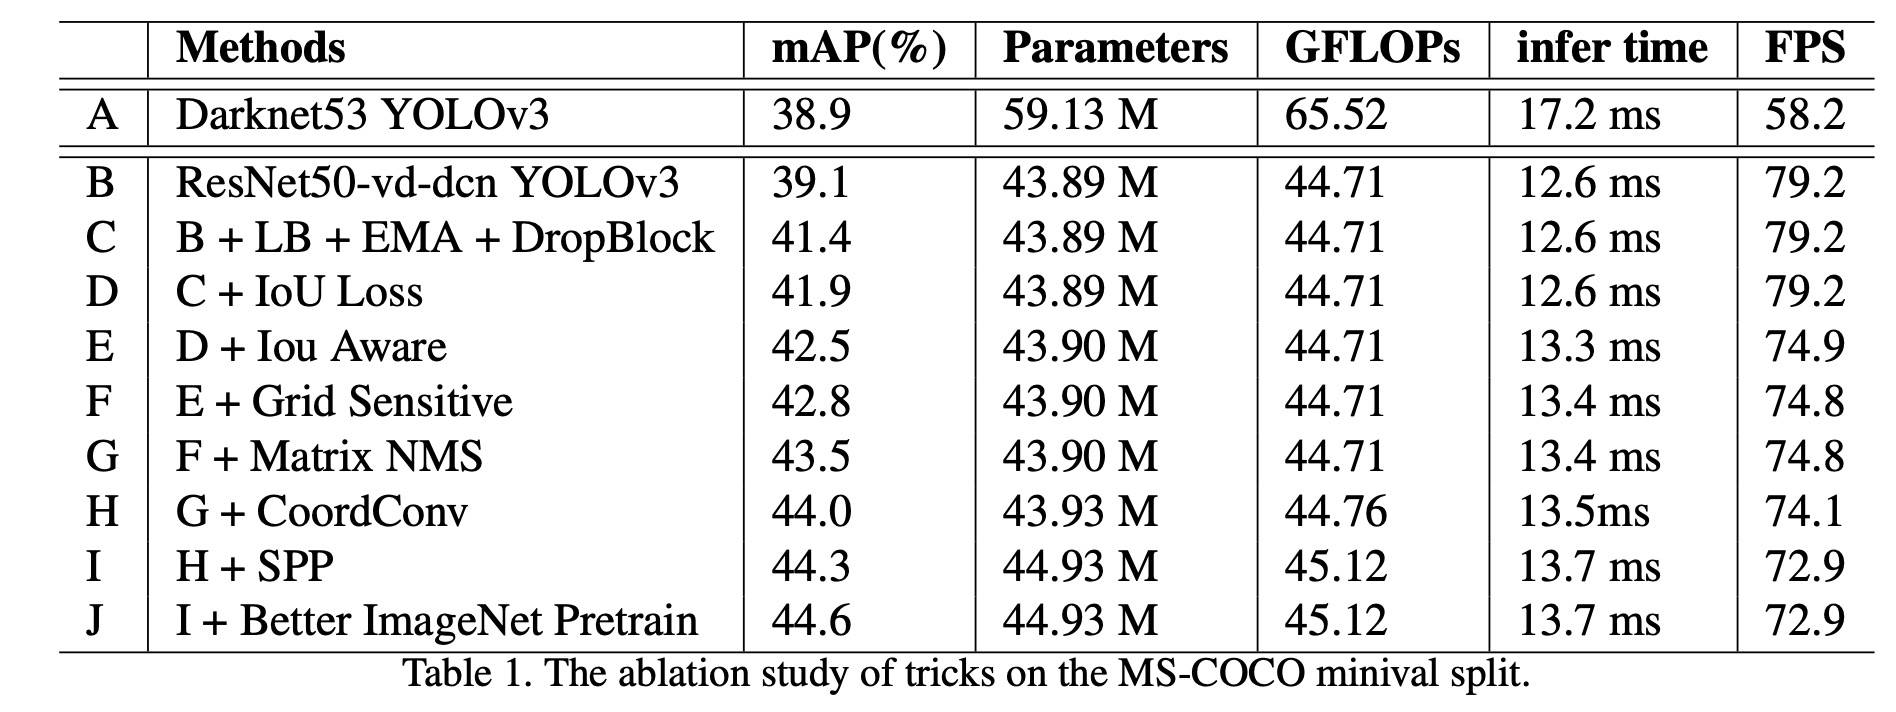 Methods mAP(%) Parameters GFLOPs infer time FPS
A Darknet53 YOLOv3 38.9 59.13 M 65.52 17.2 ms 58.2
B ResNet50-vd-dcn YOLOv3 39.1 43.89 M 44.71 12.6 ms 79.2
C B + LB + EMA + DropBlock 41.4 43.89 M 44.71 12.6 ms 79.2
D C + IoU Loss 41.9 43.89 M 44.71 12.6 ms 79.2
E D + Iou Aware 42.5 43.90 M 44.71 13.3 ms 74.9
F E + Grid Sensitive 42.8 43.90 M 44.71 13.4 ms 74.8
G F + Matrix NMS 43.5 43.90 M 44.71 13.4 ms 74.8
H G + CoordConv 44.0 43.93 M 44.76 13.5ms 74.1
I H + SPP 44.3 44.93 M 45.12 13.7 ms 72.9
J I + Better ImageNet Pretrain 44.6 44.93 M 45.12 13.7 ms 72.9
Table 1. The ablation study of tricks on the MS-COCO minival split.